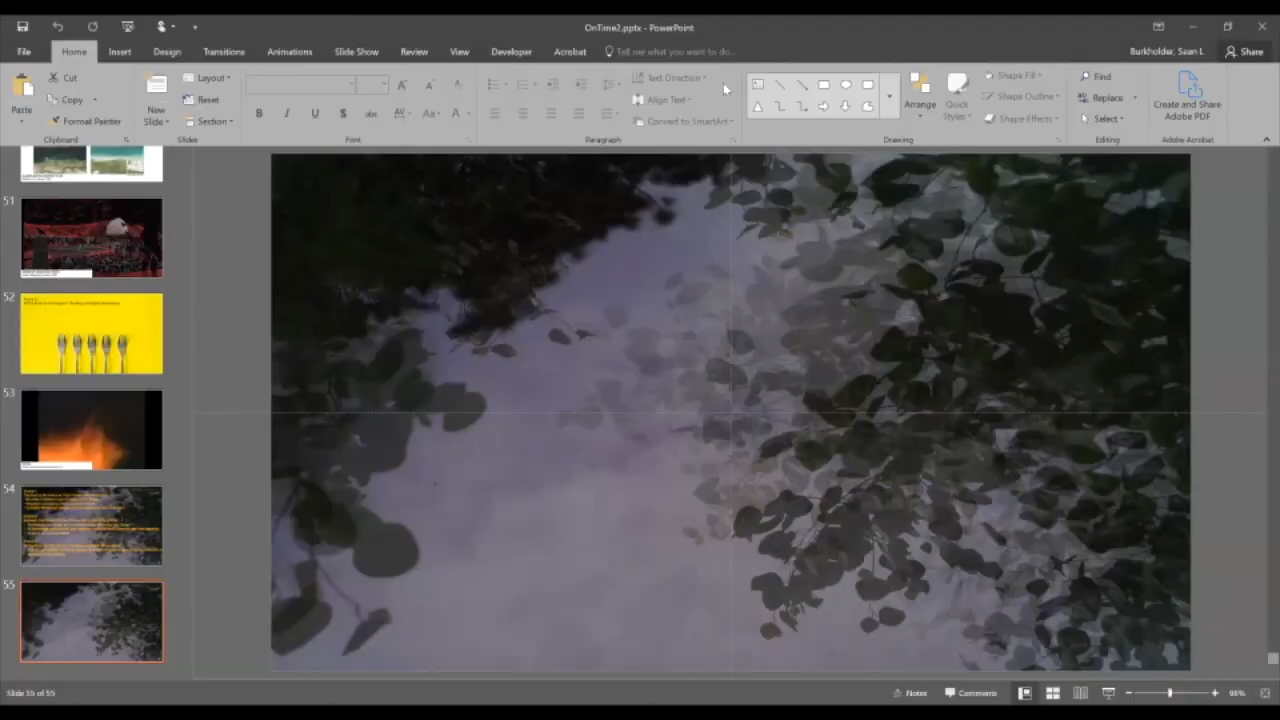 OnTime2.pptx - PowerPoint
File Home Insert Design Transitions Animations Slide Show Review View Developer Acrobat Tell me what you want to do... Burkholder, Sean L Share
Cut Layout Text Direction Shape Fill Find
Copy Reset Align Text Shape Outline Replace
Paste Format Painter New Slide Section Convert to SmartArt Arrange Quick Styles Shape Effects Select Create and Share Adobe PDF
B I U S abc AV Aa A
Clipboard Slides Font Paragraph Drawing Editing Adobe Acrobat
51
52
53
54
55
Slide 55 of 55 Notes Comments 98%